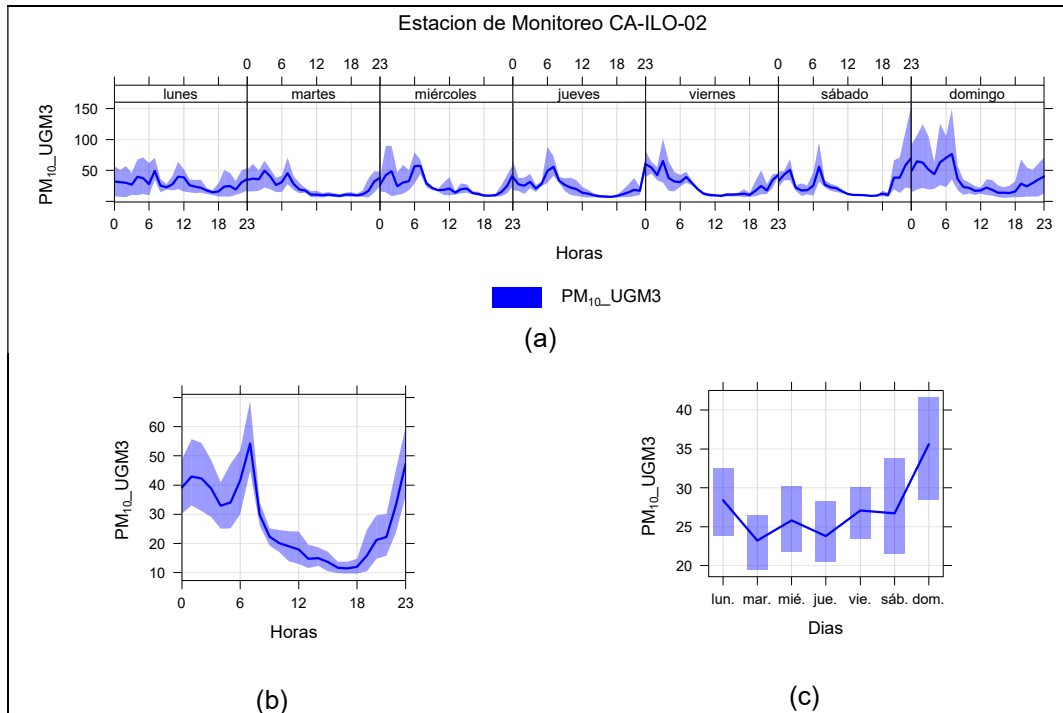 Estacion de Monitoreo CA-ILO-02
0 6 12 18 23 0 6 12 18 23 0 6 12 18 23
lunes martes miércoles jueves viernes sábado domingo
PM₁₀_UGM3
150
100
50
0 6 12 18 23 0 6 12 18 23 0 6 12 18 23 0 6 12 18 23
Horas
PM₁₀_UGM3
(a)
PM₁₀_UGM3
60
50
40
30
20
10
0 6 12 18 23
Horas
(b)
PM₁₀_UGM3
40
35
30
25
20
lun. mar. mié. jue. vie. sáb. dom.
Dias
(c)